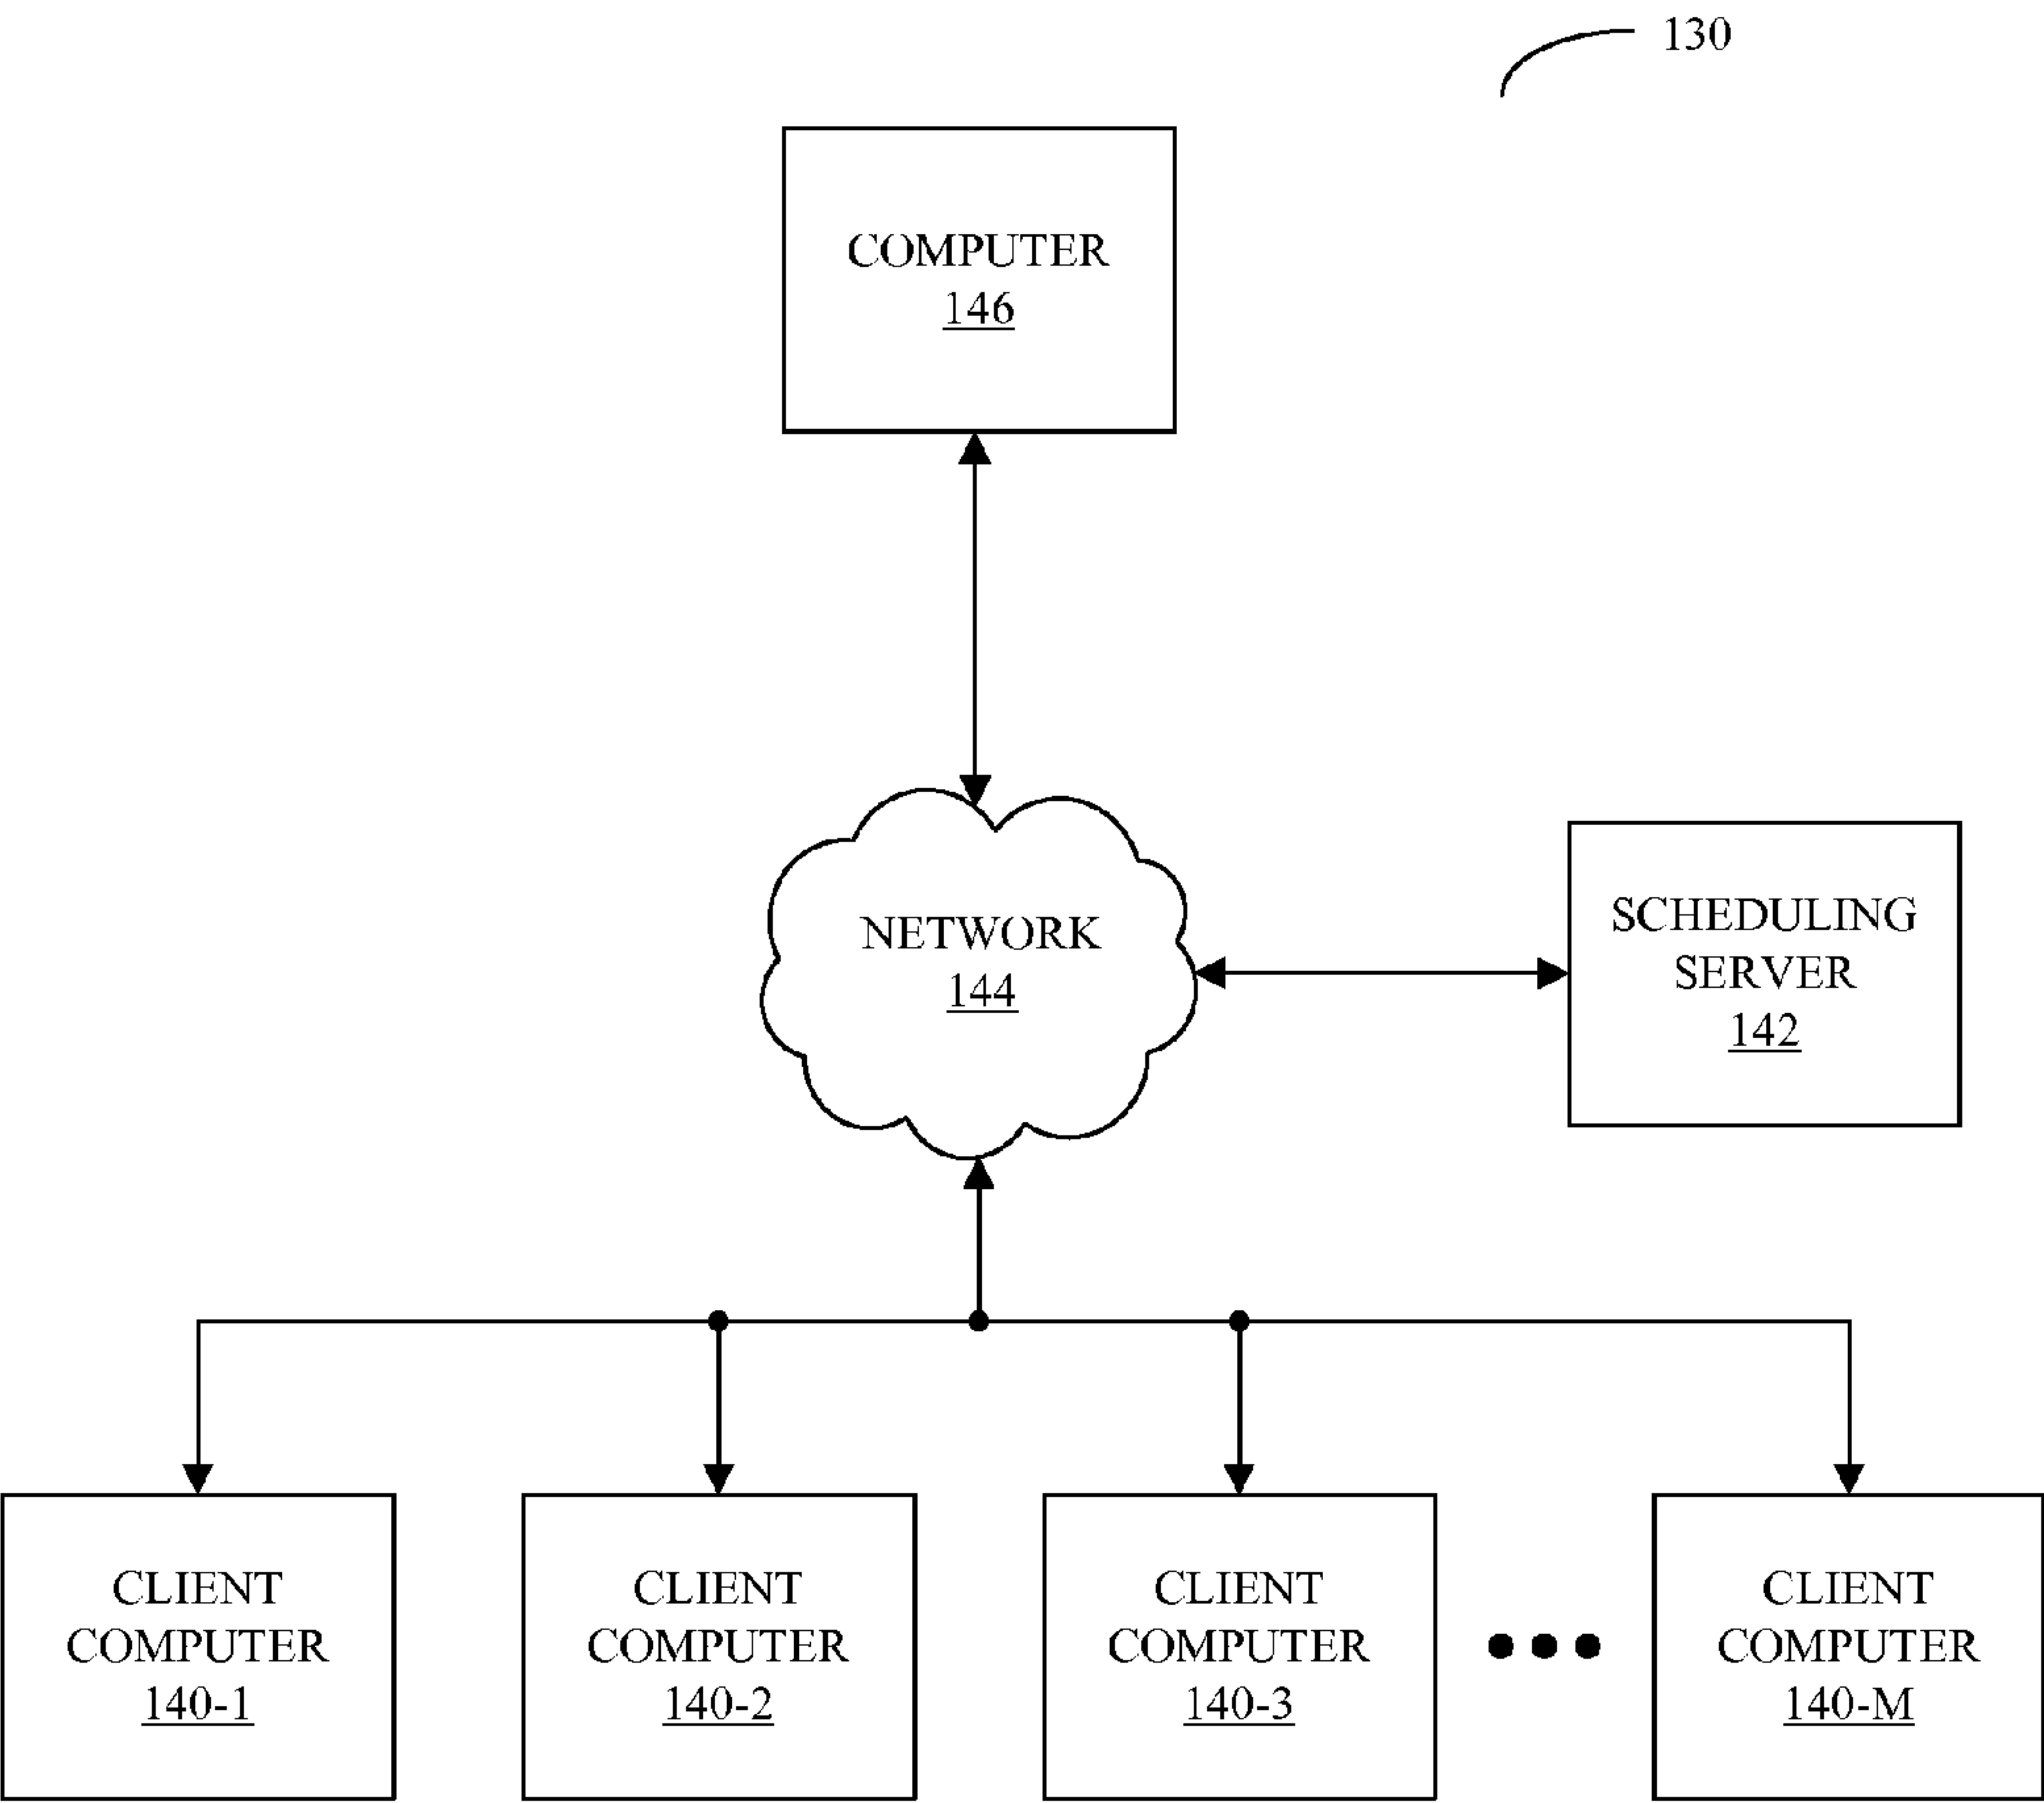 130
COMPUTER
146
NETWORK
144
SCHEDULING
SERVER
142
CLIENT
COMPUTER
140-1
CLIENT
COMPUTER
140-2
CLIENT
COMPUTER
140-3
CLIENT
COMPUTER
140-M